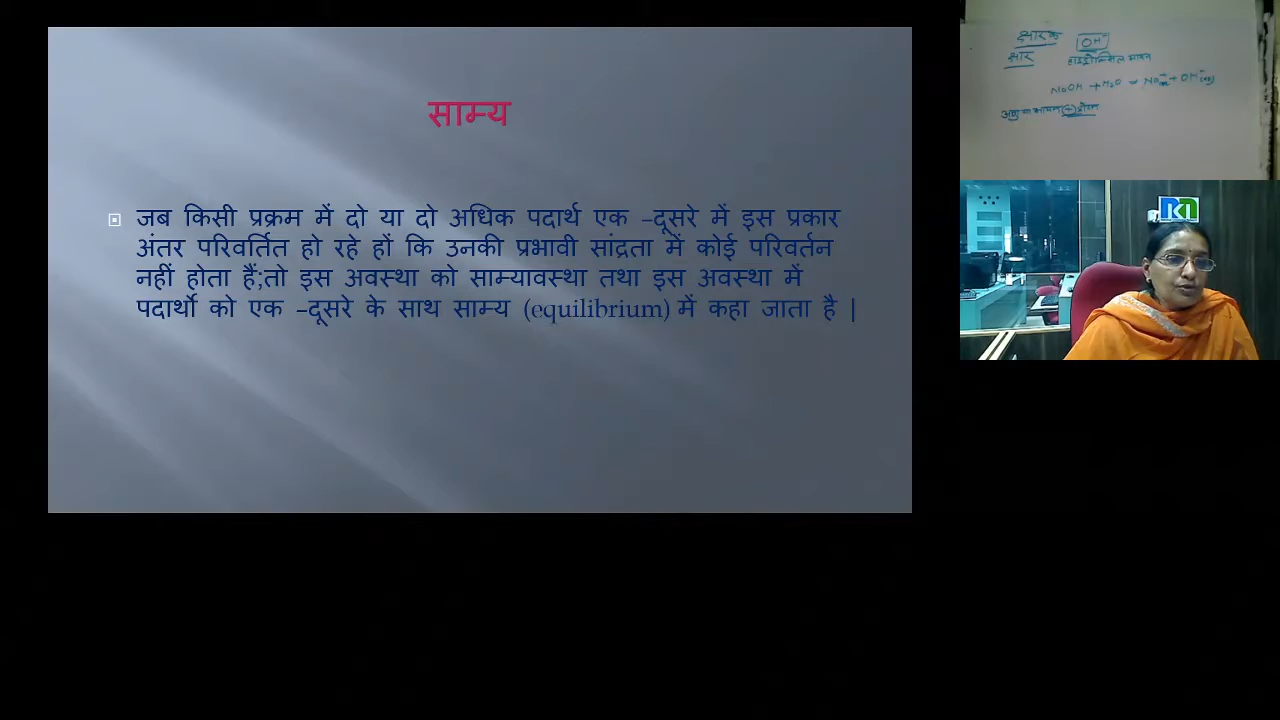 साम्य
जब किसी प्रक्रम में दो या दो अधिक पदार्थ एक –दूसरे में इस प्रकार
अंतर परिवर्तित हो रहे हों कि उनकी प्रभावी सांद्रता में कोई परिवर्तन
नहीं होता हैं;तो इस अवस्था को साम्यावस्था तथा इस अवस्था में
पदार्थो को एक –दूसरे के साथ साम्य (equilibrium) में कहा जाता है |
क्षारक OH⁻
क्षार
NaOH + H₂O =